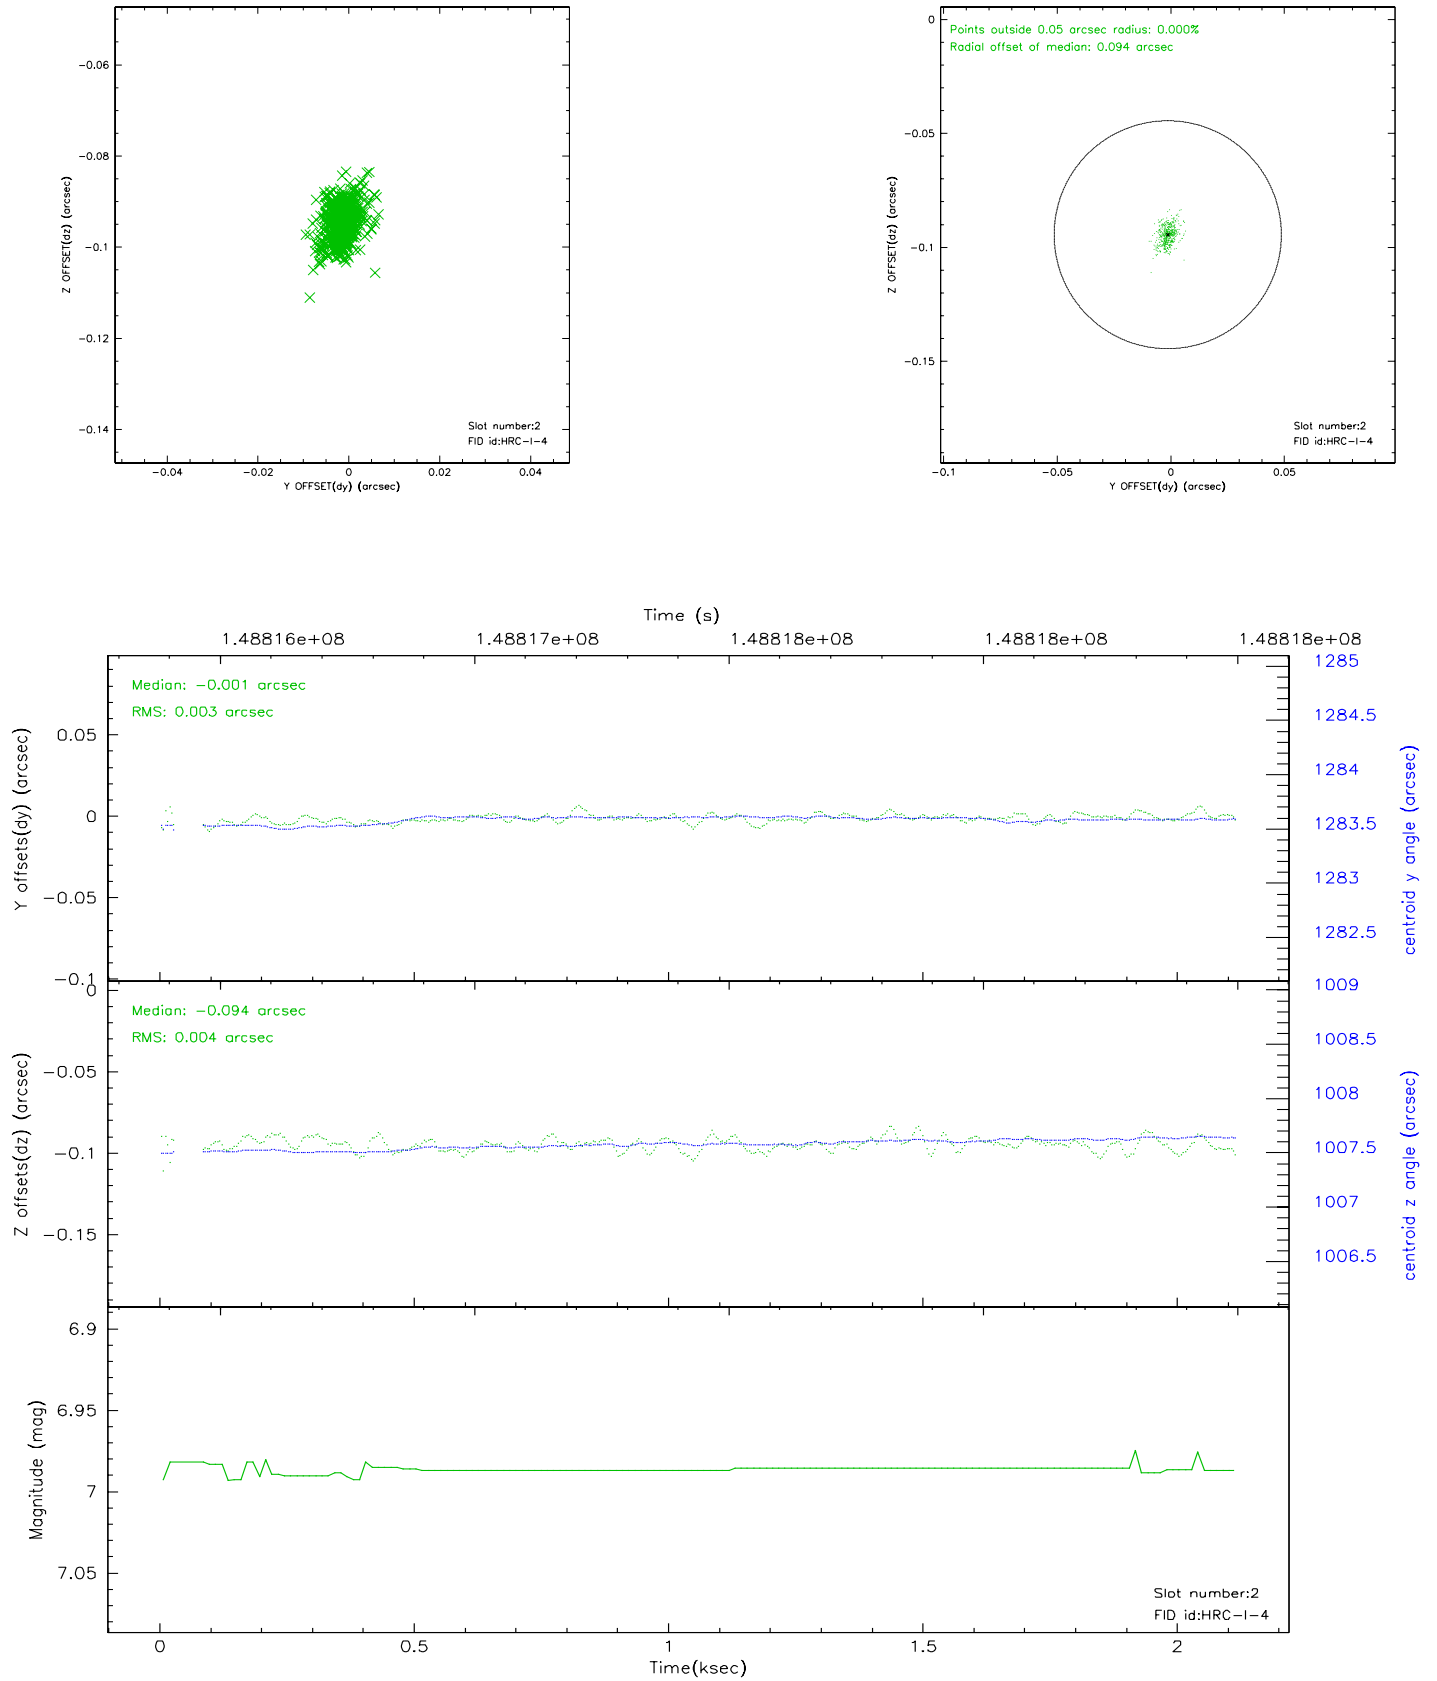 −0.06
−0.08
−0.1
−0.12
−0.14
Z OFFSET(dz) (arcsec)
Slot number:2
FID id:HRC−I−4
−0.04 −0.02 0 0.02 0.04
Y OFFSET(dy) (arcsec)
0
−0.05
−0.1
−0.15
Z OFFSET(dz) (arcsec)
Points outside 0.05 arcsec radius: 0.000%
Radial offset of median: 0.094 arcsec
Slot number:2
FID id:HRC−I−4
−0.1 −0.05 0 0.05
Y OFFSET(dy) (arcsec)
Time (s)
1.48816e+08 1.48817e+08 1.48818e+08 1.48818e+08 1.48818e+08
Median: −0.001 arcsec
RMS: 0.003 arcsec
0.05
0
−0.05
−0.1
Y offsets(dy) (arcsec)
1285
1284.5
1284
1283.5
1283
1282.5
centroid y angle (arcsec)
Median: −0.094 arcsec
RMS: 0.004 arcsec
0
−0.05
−0.1
−0.15
Z offsets(dz) (arcsec)
1009
1008.5
1008
1007.5
1007
1006.5
centroid z angle (arcsec)
6.9
6.95
7
7.05
Magnitude (mag)
Slot number:2
FID id:HRC−I−4
0 0.5 1 1.5 2
Time(ksec)